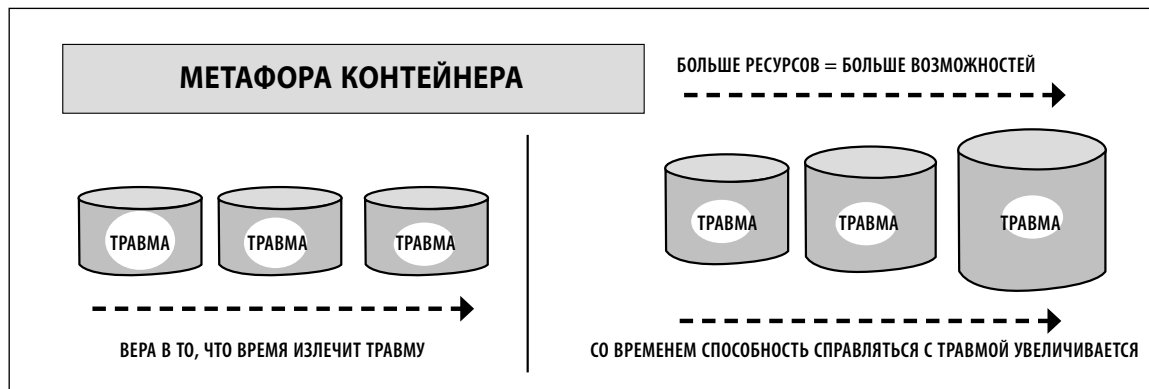 МЕТАФОРА КОНТЕЙНЕРА
ТРАВМА
ТРАВМА
ТРАВМА
ВЕРА В ТО, ЧТО ВРЕМЯ ИЗЛЕЧИТ ТРАВМУ
БОЛЬШЕ РЕСУРСОВ = БОЛЬШЕ ВОЗМОЖНОСТЕЙ
ТРАВМА
ТРАВМА
ТРАВМА
СО ВРЕМЕНЕМ СПОСОБНОСТЬ СПРАВЛЯТЬСЯ С ТРАВМОЙ УВЕЛИЧИВАЕТСЯ